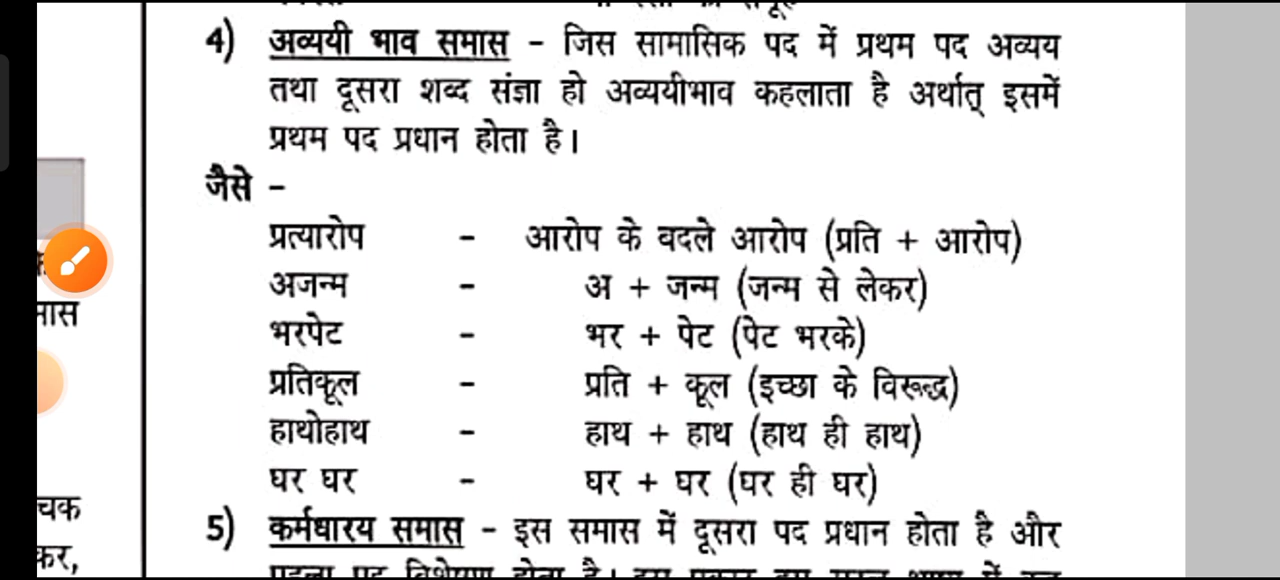 4) अव्ययी भाव समास - जिस सामासिक पद में प्रथम पद अव्यय
तथा दूसरा शब्द संज्ञा हो अव्ययीभाव कहलाता है अर्थात् इसमें
प्रथम पद प्रधान होता है।
जैसे -
प्रत्यारोप - आरोप के बदले आरोप (प्रति + आरोप)
अजन्म - अ + जन्म (जन्म से लेकर)
भरपेट - भर + पेट (पेट भरके)
प्रतिकूल - प्रति + कूल (इच्छा के विरूद्ध)
हाथोहाथ - हाथ + हाथ (हाथ ही हाथ)
घर घर - घर + घर (घर ही घर)
5) कर्मधारय समास - इस समास में दूसरा पद प्रधान होता है और
मास
चक
कर,